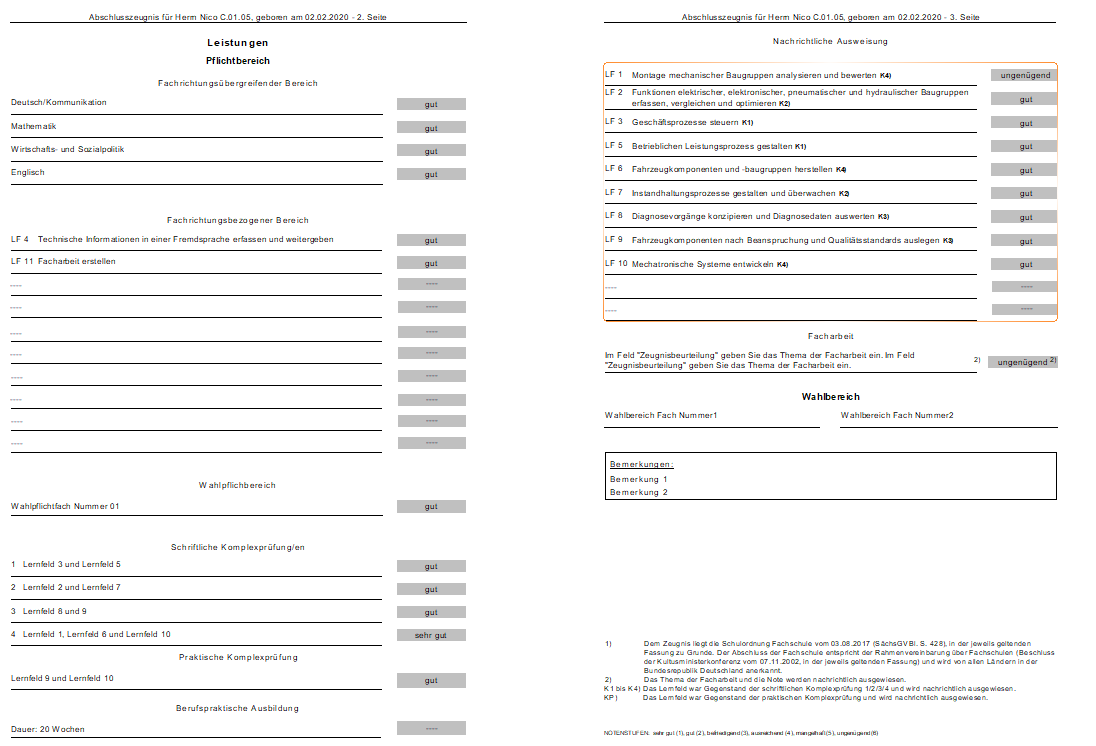 Abschlusszeugnis für Herrn Nico C.01.05, geboren am 02.02.2020 - 2. Seite
Leistungen
Pflichtbereich
Fachrichtungsübergreifender Bereich
Deutsch/Kommunikation gut
Mathematik gut
Wirtschafts- und Sozialpolitik gut
Englisch gut
Fachrichtungsbezogener Bereich
LF 4 Technische Informationen in einer Fremdsprache erfassen und weitergeben gut
LF 11 Facharbeit erstellen gut
---- ----
---- ----
---- ----
---- ----
---- ----
---- ----
---- ----
---- ----
Wahlpflichbereich
Wahlpflichtfach Nummer 01 gut
Schriftliche Komplexprüfung/en
1 Lernfeld 3 und Lernfeld 5 gut
2 Lernfeld 2 und Lernfeld 7 gut
3 Lernfeld 8 und 9 gut
4 Lernfeld 1, Lernfeld 6 und Lernfeld 10 sehr gut
Praktische Komplexprüfung
Lernfeld 9 und Lernfeld 10 gut
Berufspraktische Ausbildung
Dauer: 20 Wochen ----
Abschlusszeugnis für Herrn Nico C.01.05, geboren am 02.02.2020 - 3. Seite
Nachrichtliche Ausweisung
LF 1 Montage mechanischer Baugruppen analysieren und bewerten K4) ungenügend
LF 2 Funktionen elektrischer, elektronischer, pneumatischer und hydraulischer Baugruppen
erfassen, vergleichen und optimieren K2) gut
LF 3 Geschäftsprozesse steuern K1) gut
LF 5 Betrieblichen Leistungsprozess gestalten K1) gut
LF 6 Fahrzeugkomponenten und -baugruppen herstellen K4) gut
LF 7 Instandhaltungsprozesse gestalten und überwachen K2) gut
LF 8 Diagnosevorgänge konzipieren und Diagnosedaten auswerten K3) gut
LF 9 Fahrzeugkomponenten nach Beanspruchung und Qualitätsstandards auslegen K3) gut
LF 10 Mechatronische Systeme entwickeln K4) gut
---- ----
---- ----
Facharbeit
Im Feld "Zeugnisbeurteilung" geben Sie das Thema der Facharbeit ein. Im Feld 2) ungenügend 2)
"Zeugnisbeurteilung" geben Sie das Thema der Facharbeit ein.
Wahlbereich
Wahlbereich Fach Nummer1 Wahlbereich Fach Nummer2
Bemerkungen:
Bemerkung 1
Bemerkung 2
1) Dem Zeugnis liegt die Schulordnung Fachschule vom 03.08.2017 (SächsGVBl. S. 428), in der jeweils geltenden
Fassung zu Grunde. Der Abschluss der Fachschule entspricht der Rahmenvereinbarung über Fachschulen (Beschluss
der Kultusministerkonferenz vom 07.11.2002, in der jeweils geltenden Fassung) und wird von allen Ländern in der
Bundesrepublik Deutschland anerkannt.
2) Das Thema der Facharbeit und die Note werden nachrichtlich ausgewiesen.
K1 bis K4) Das Lernfeld war Gegenstand der schriftlichen Komplexprüfung 1/2/3/4 und wird nachrichtlich ausgewiesen.
KP) Das Lernfeld war Gegenstand der praktischen Komplexprüfung und wird nachrichtlich ausgewiesen.
NOTENSTUFEN: sehr gut (1), gut (2), befriedigend (3), ausreichend (4), mangelhaft (5), ungenügend (6)